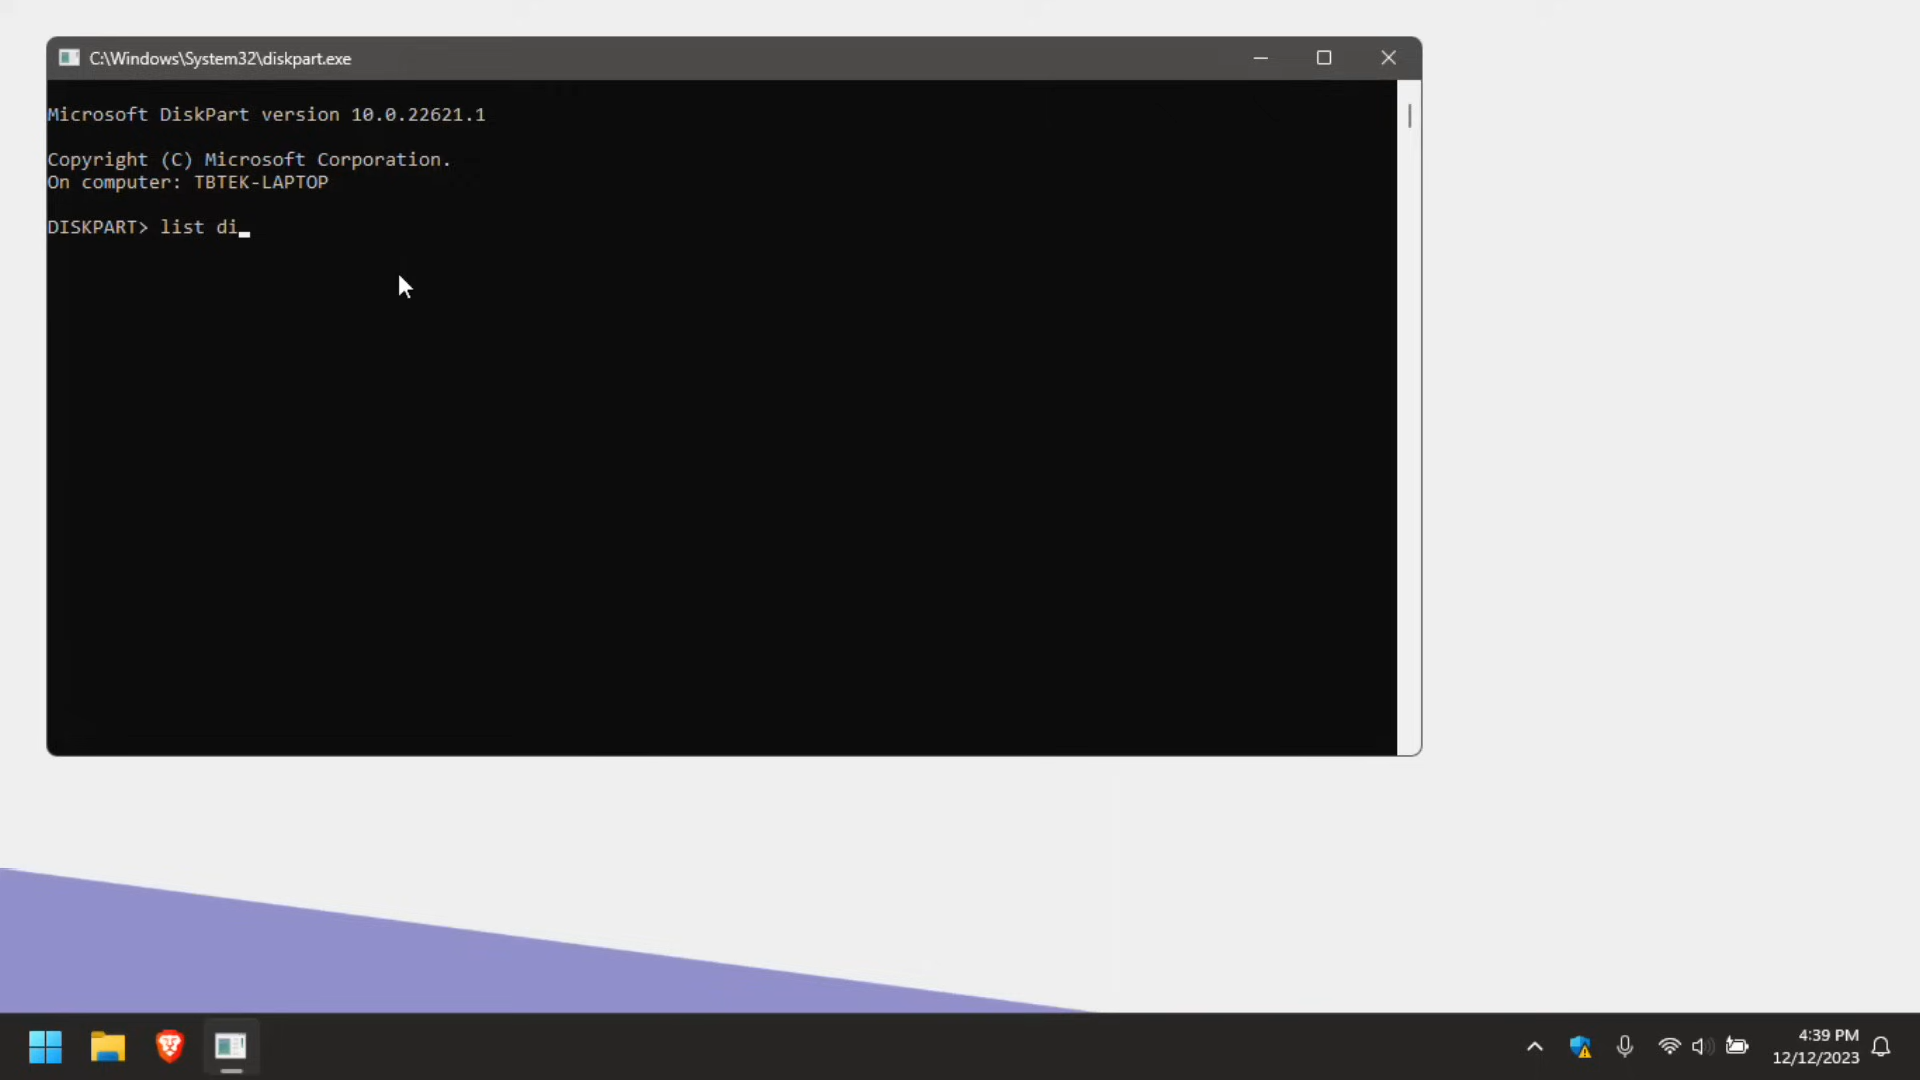 C:\Windows\System32\diskpart.exe
Microsoft DiskPart version 10.0.22621.1
Copyright (C) Microsoft Corporation.
On computer: TBTEK-LAPTOP
DISKPART> list di_
4:39 PM
12/12/2023